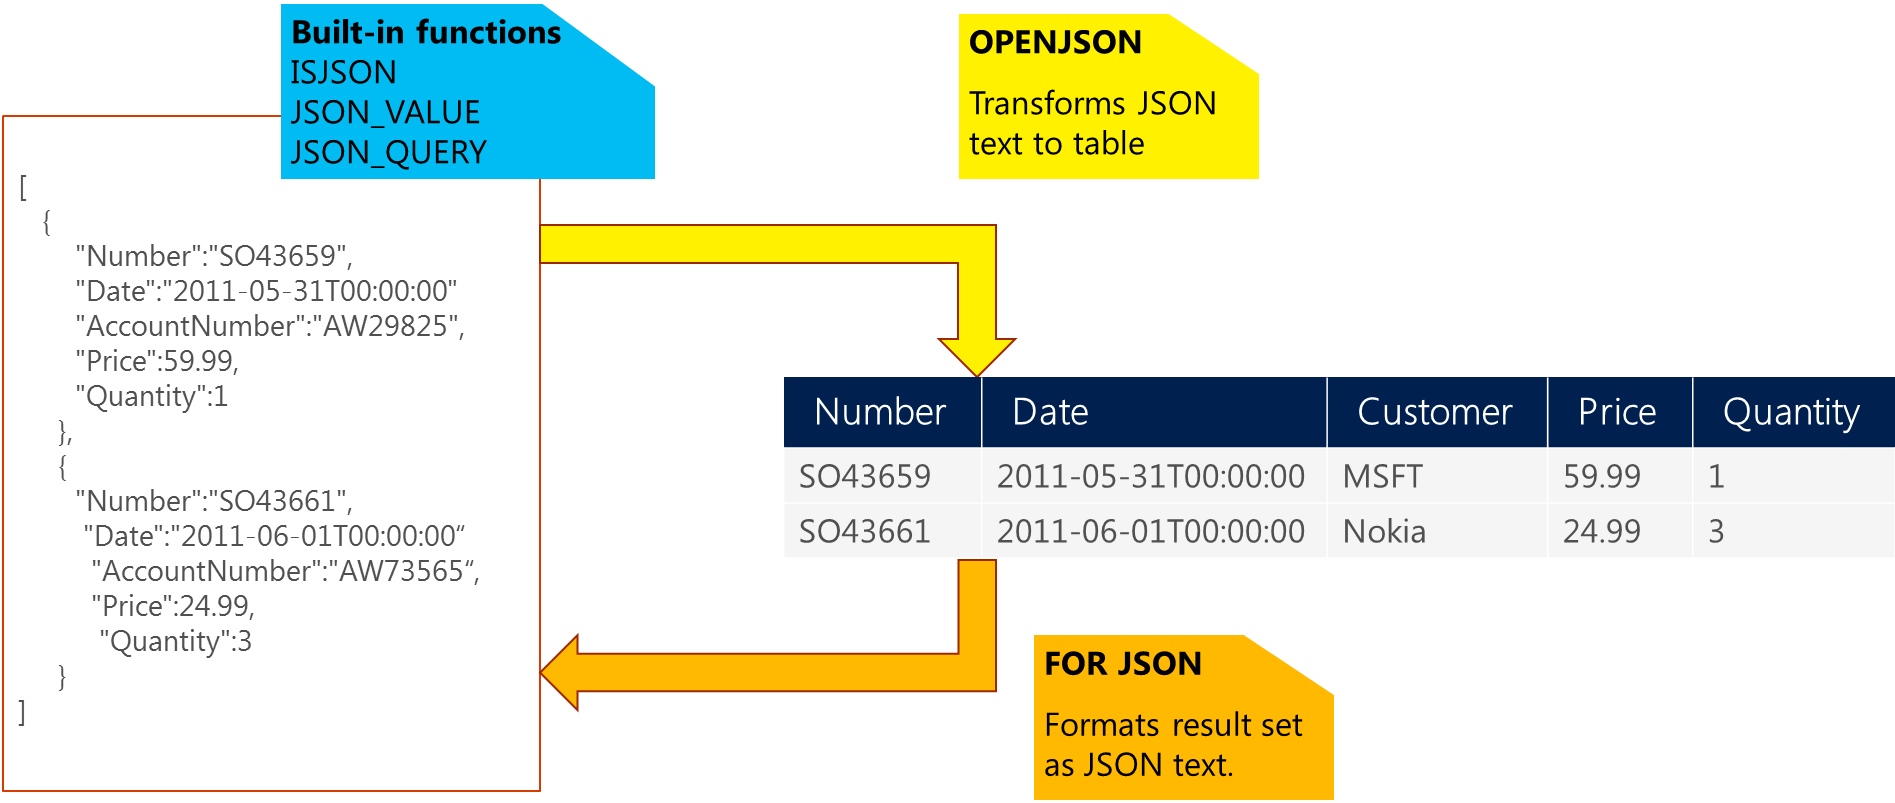 Built-in functions
ISJSON
JSON_VALUE
JSON_QUERY
[
{
"Number":"SO43659",
"Date":"2011-05-31T00:00:00"
"AccountNumber":"AW29825",
"Price":59.99,
"Quantity":1
},
{
"Number":"SO43661",
"Date":"2011-06-01T00:00:00“
"AccountNumber":"AW73565“,
"Price":24.99,
"Quantity":3
}
]
OPENJSON
Transforms JSON
text to table
Number Date Customer Price Quantity
SO43659 2011-05-31T00:00:00 MSFT 59.99 1
SO43661 2011-06-01T00:00:00 Nokia 24.99 3
FOR JSON
Formats result set
as JSON text.